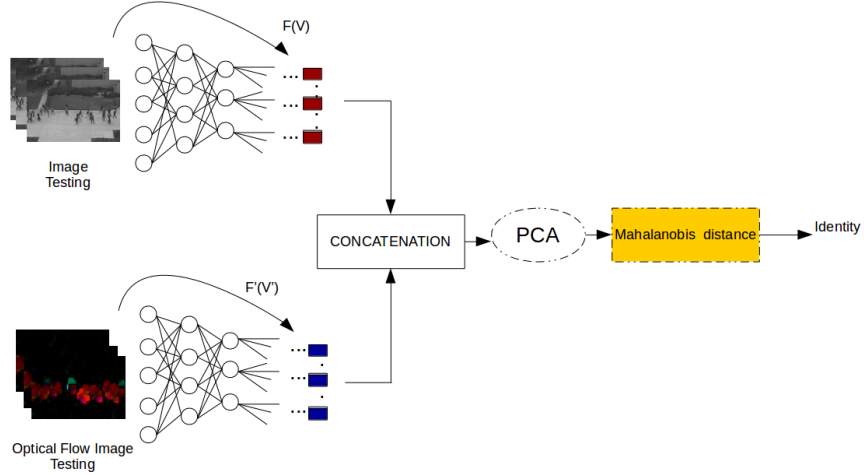 F(V)
Image
Testing
CONCATENATION
PCA
Mahalanobis distance
Identity
F'(V')
Optical Flow Image
Testing